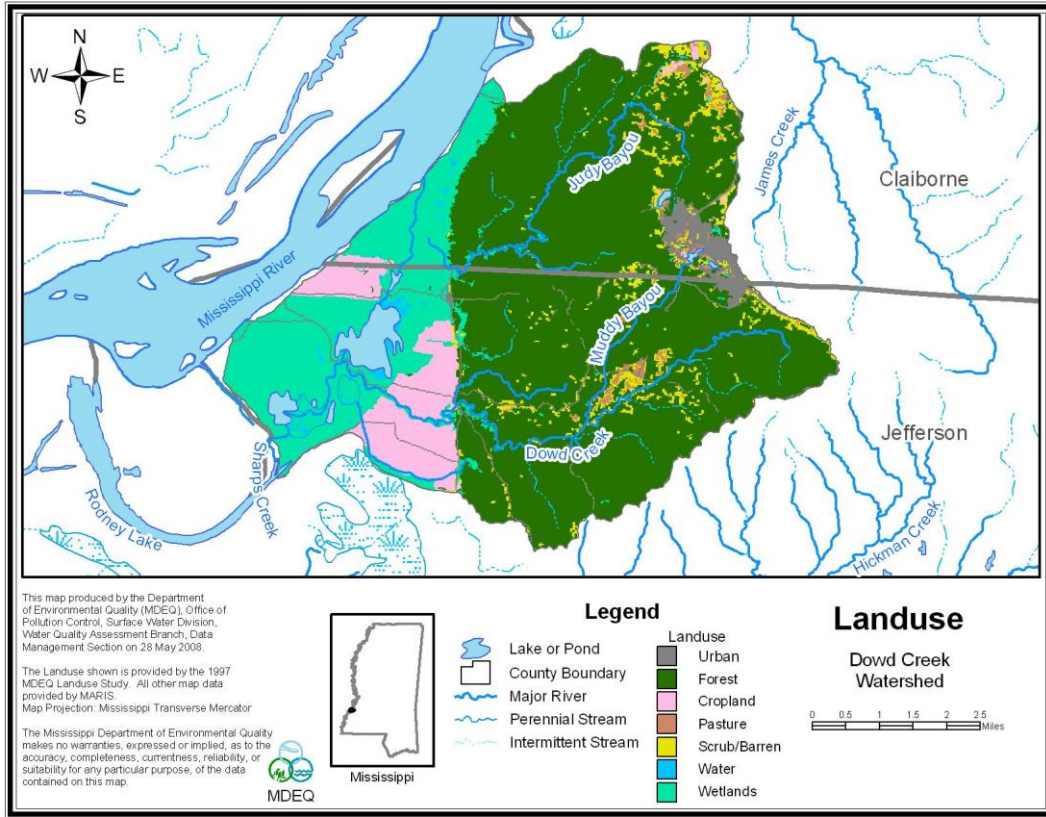 N
W E
S
Judy Bayou
James Creek
Claiborne
Mississippi River
Muddy Bayou
Dowd Creek
Jefferson
Sharps Creek
Rodney Lake
Hickman Creek
This map produced by the Department
of Environmental Quality (MDEQ), Office of
Pollution Control, Surface Water Division,
Water Quality Assessment Branch, Data
Management Section on 28 May 2008.
The Landuse shown is provided by the 1997
MDEQ Landuse Study. All other map data
provided by MARIS.
Map Projection: Mississippi Transverse Mercator
The Mississippi Department of Environmental Quality
makes no warranties, expressed or implied, as to the
accuracy, completeness, currentness, reliability, or
suitability for any particular purpose, of the data
contained on this map.
MDEQ
Mississippi
Legend
Lake or Pond
County Boundary
Major River
Perennial Stream
Intermittent Stream
Landuse
Urban
Forest
Cropland
Pasture
Scrub/Barren
Water
Wetlands
Landuse
Dowd Creek
Watershed
0 0.5 1 1.5 2 2.5
Miles